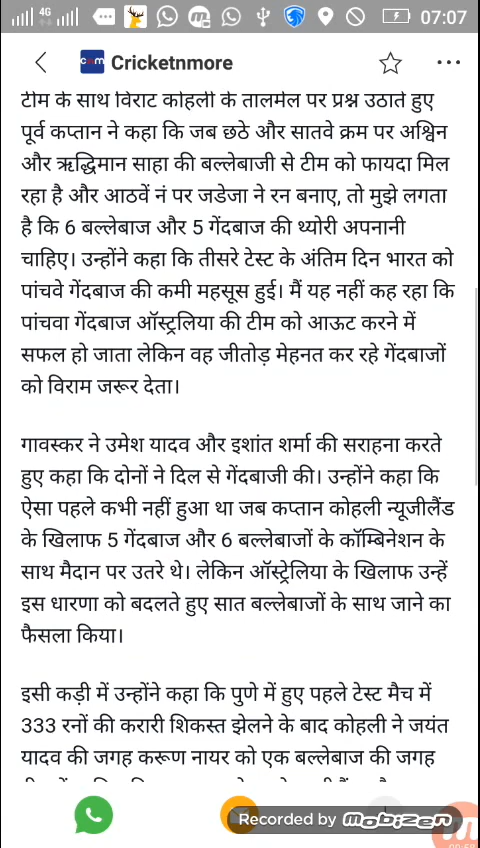 4G
07:07
Cricketnmore
टीम के साथ विराट कोहली के तालमेल पर प्रश्न उठाते हुए
पूर्व कप्तान ने कहा कि जब छठे और सातवे क्रम पर अश्विन
और ऋद्धिमान साहा की बल्लेबाजी से टीम को फायदा मिल
रहा है और आठवें नं पर जडेजा ने रन बनाए, तो मुझे लगता
है कि 6 बल्लेबाज और 5 गेंदबाज की थ्योरी अपनानी
चाहिए। उन्होंने कहा कि तीसरे टेस्ट के अंतिम दिन भारत को
पांचवे गेंदबाज की कमी महसूस हुई। मैं यह नहीं कह रहा कि
पांचवा गेंदबाज ऑस्ट्रलिया की टीम को आऊट करने में
सफल हो जाता लेकिन वह जीतोड़ मेहनत कर रहे गेंदबाजों
को विराम जरूर देता।
गावस्कर ने उमेश यादव और इशांत शर्मा की सराहना करते
हुए कहा कि दोनों ने दिल से गेंदबाजी की। उन्होंने कहा कि
ऐसा पहले कभी नहीं हुआ था जब कप्तान कोहली न्यूजीलैंड
के खिलाफ 5 गेंदबाज और 6 बल्लेबाजों के कॉम्बिनेशन के
साथ मैदान पर उतरे थे। लेकिन ऑस्ट्रेलिया के खिलाफ उन्हें
इस धारणा को बदलते हुए सात बल्लेबाजों के साथ जाने का
फैसला किया।
इसी कड़ी में उन्होंने कहा कि पुणे में हुए पहले टेस्ट मैच में
333 रनों की करारी शिकस्त झेलने के बाद कोहली ने जयंत
यादव की जगह करूण नायर को एक बल्लेबाज की जगह
Recorded by mobizen